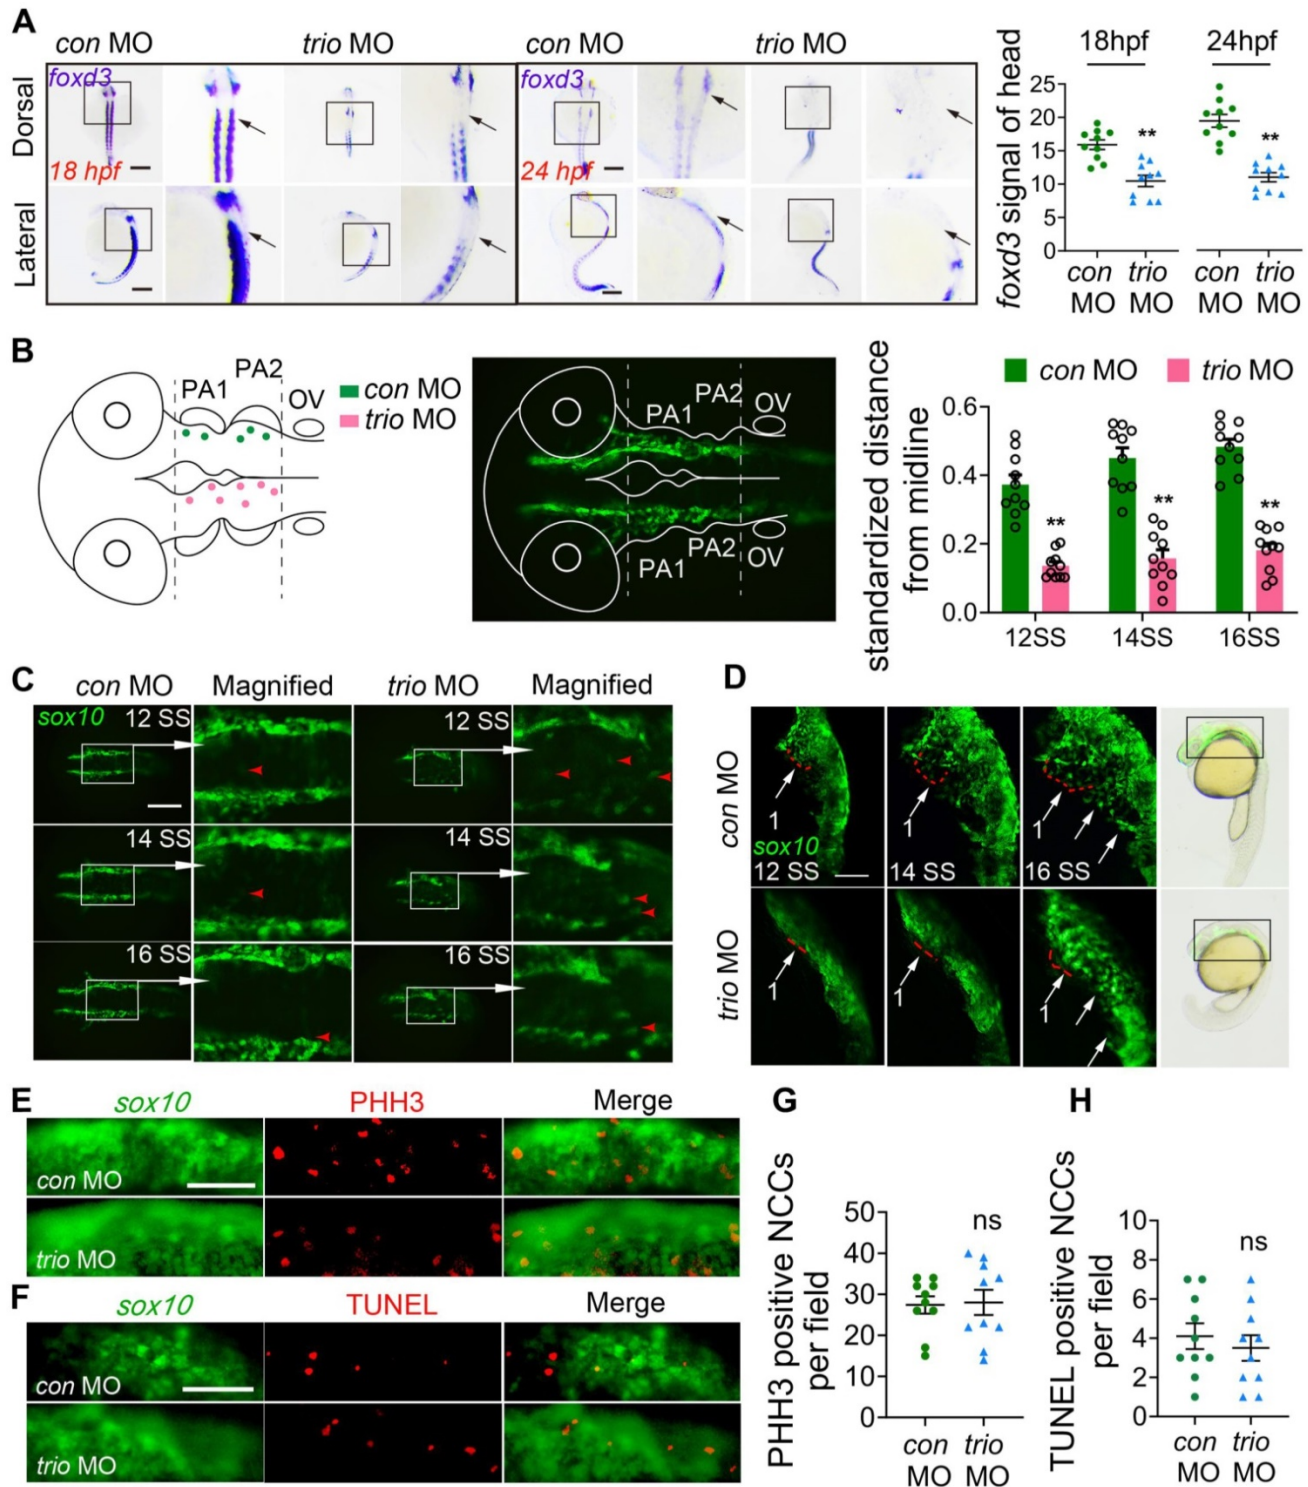 A
con MO
trio MO
con MO
trio MO
Dorsal
Lateral
foxd3
18 hpf
foxd3
24 hpf
foxd3 signal of head
18hpf
24hpf
25
20
15
10
5
0
**
**
con
MO
trio
MO
con
MO
trio
MO
B
PA1
PA2
OV
con MO
trio MO
PA1
PA2
OV
PA1
PA2
OV
standardized distance
from midline
con MO
trio MO
0.6
0.4
0.2
0.0
**
**
**
12SS
14SS
16SS
C
con MO
Magnified
trio MO
Magnified
sox10
12 SS
12 SS
14 SS
14 SS
16 SS
16 SS
D
con MO
trio MO
1
1
1
sox10
12 SS
14 SS
16 SS
1
1
1
E
sox10
PHH3
Merge
con MO
trio MO
F
sox10
TUNEL
Merge
con MO
trio MO
G
PHH3 positive NCCs
per field
50
40
30
20
10
0
ns
con
MO
trio
MO
H
TUNEL positive NCCs
per field
10
8
6
4
2
0
ns
con
MO
trio
MO